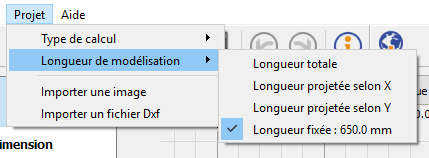 Projet Aide
Type de calcul
Longueur de modélisation
Importer une image
Importer un fichier Dxf
Longueur totale
Longueur projetée selon X
Longueur projetée selon Y
Longueur fixée : 650.0 mm
imension